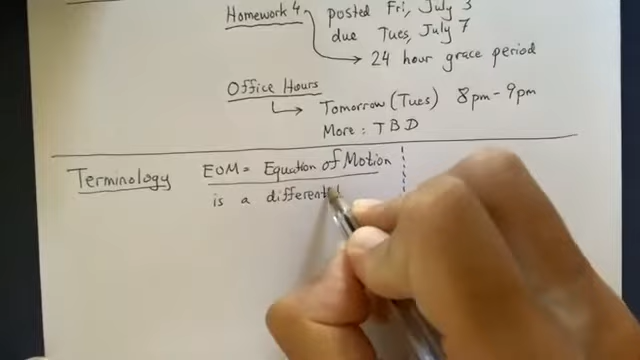 Homework 4 posted Fri, July 3
due Tues, July 7
24 hour grace period
Office Hours
Tomorrow (Tues) 8pm-9pm
More: TBD
Terminology EOM = Equation of Motion
is a different